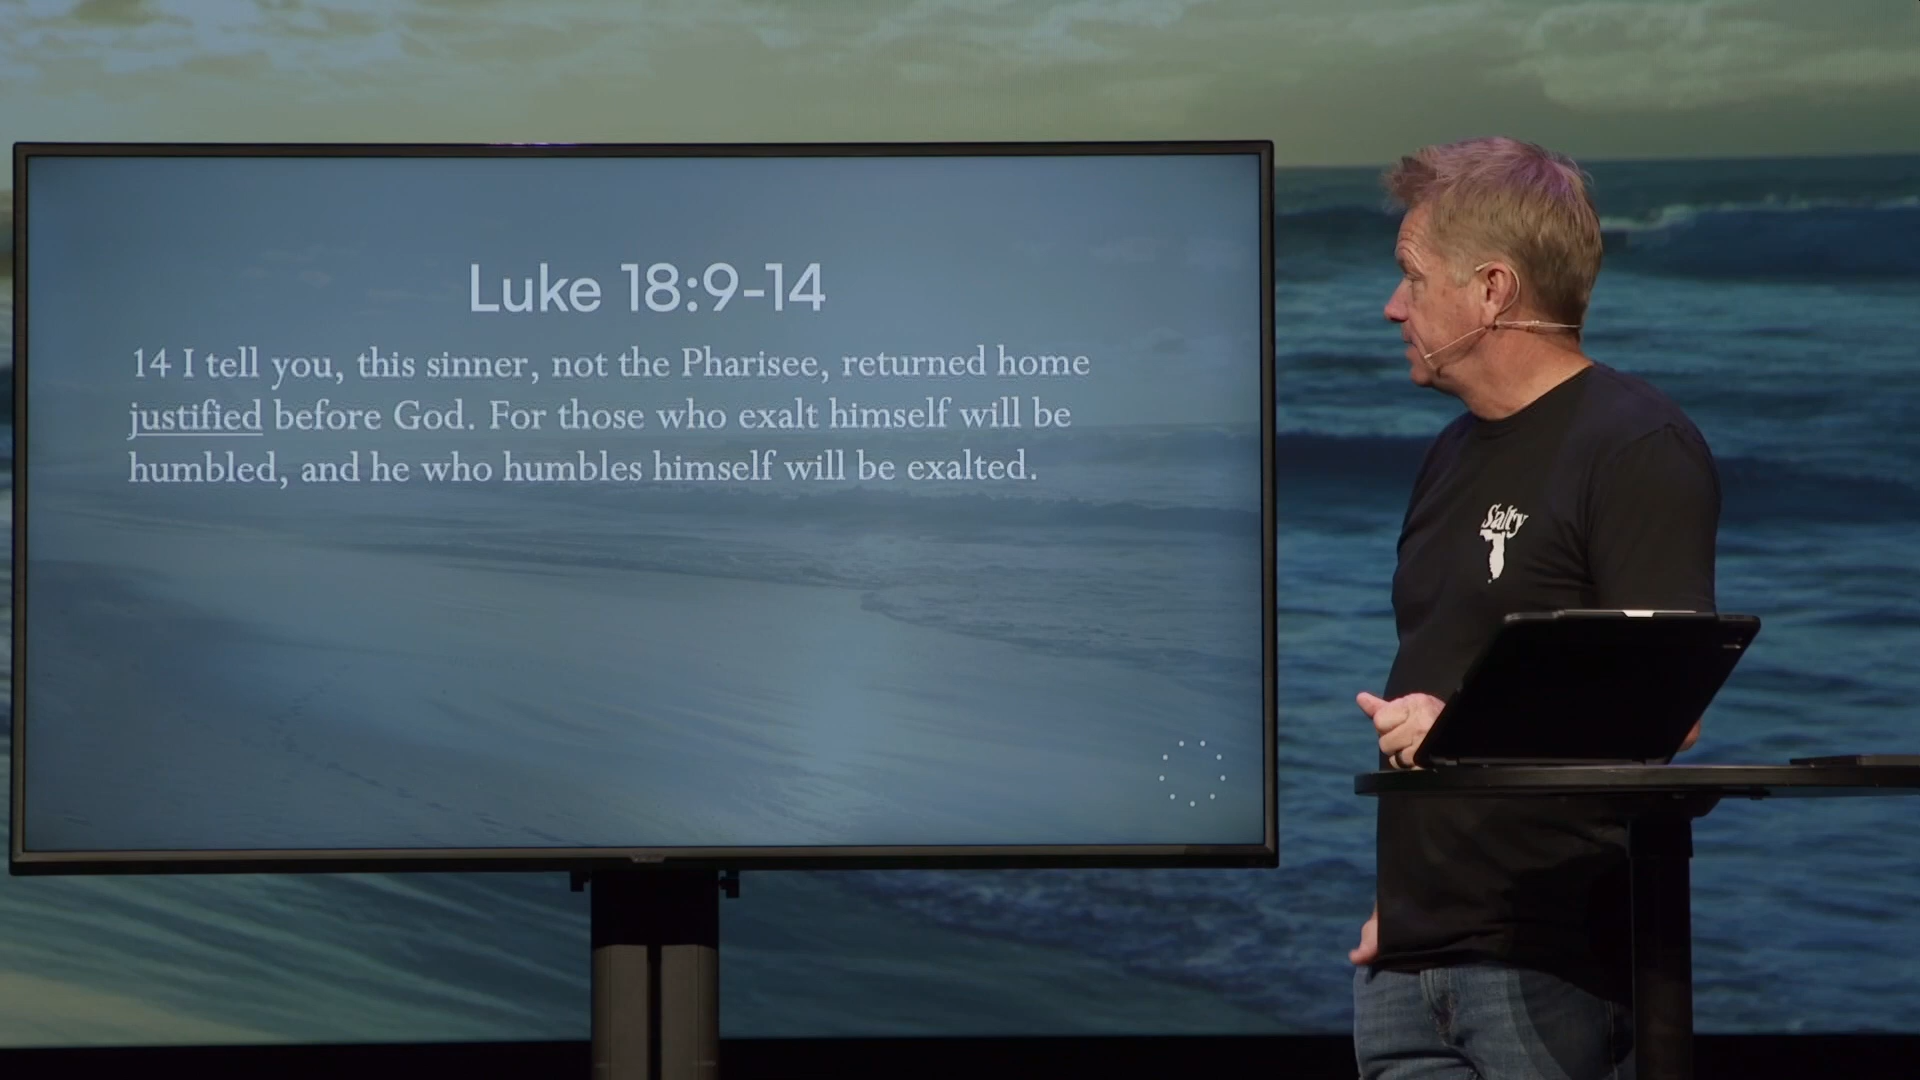 Luke 18:9-14
14 I tell you, this sinner, not the Pharisee, returned home
justified before God. For those who exalt himself will be
humbled, and he who humbles himself will be exalted.
Salty